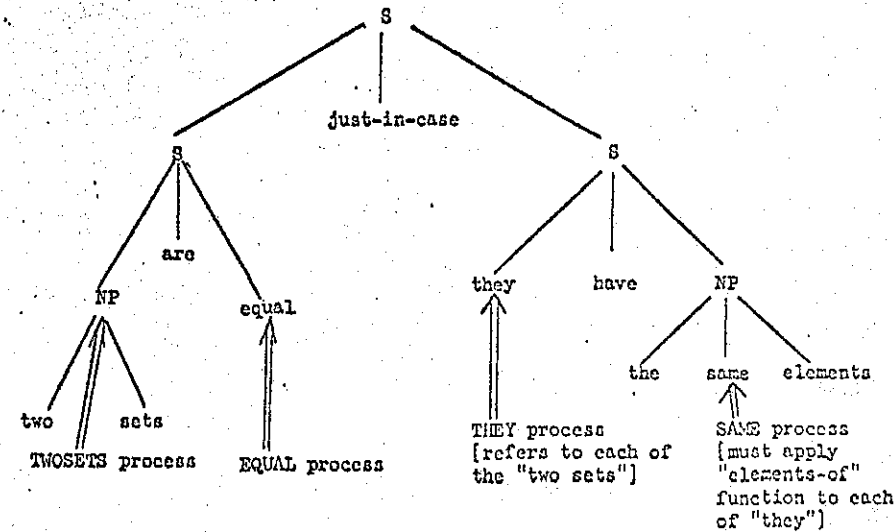 S
just-in-case
S
S
are
NP
equal
they
have
NP
two
sets
the
same
elements
TWOSETS process
EQUAL process
THEY process
[refers to each of
the "two sets"]
SAME process
[must apply
"elements-of"
function to each
of "they"]